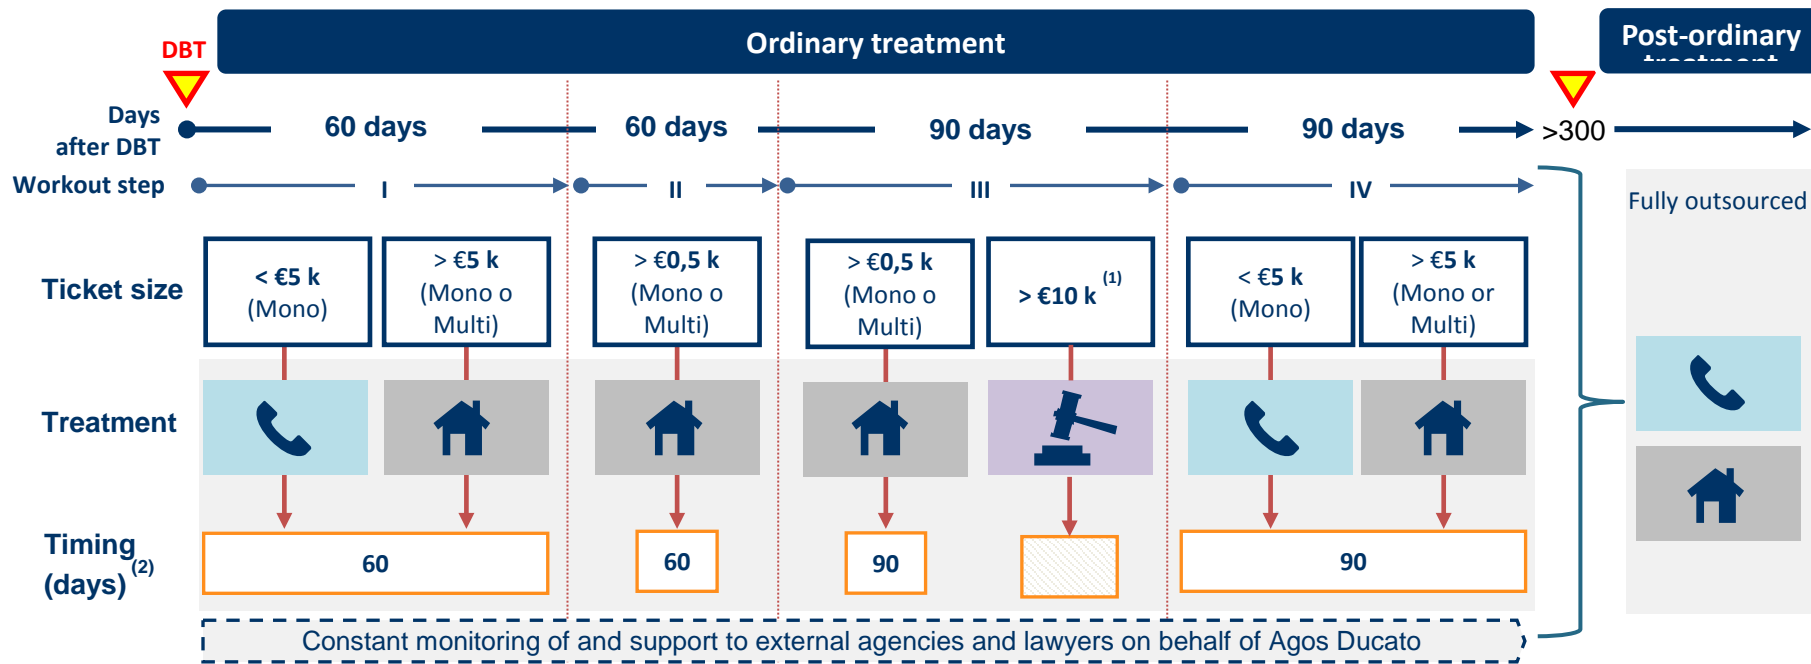 DBT
Ordinary treatment
Post-ordinary
treatment
Days
after DBT
60 days
60 days
90 days
90 days
>300
Workout step
I
II
III
IV
Fully outsourced
Ticket size
< €5 k
(Mono)
> €5 k
(Mono o
Multi)
> €0,5 k
(Mono o
Multi)
> €0,5 k
(Mono o
Multi)
> €10 k (1)
< €5 k
(Mono)
> €5 k
(Mono or
Multi)
Treatment
Timing
(days) (2)
60
60
90
90
Constant monitoring of and support to external agencies and lawyers on behalf of Agos Ducato